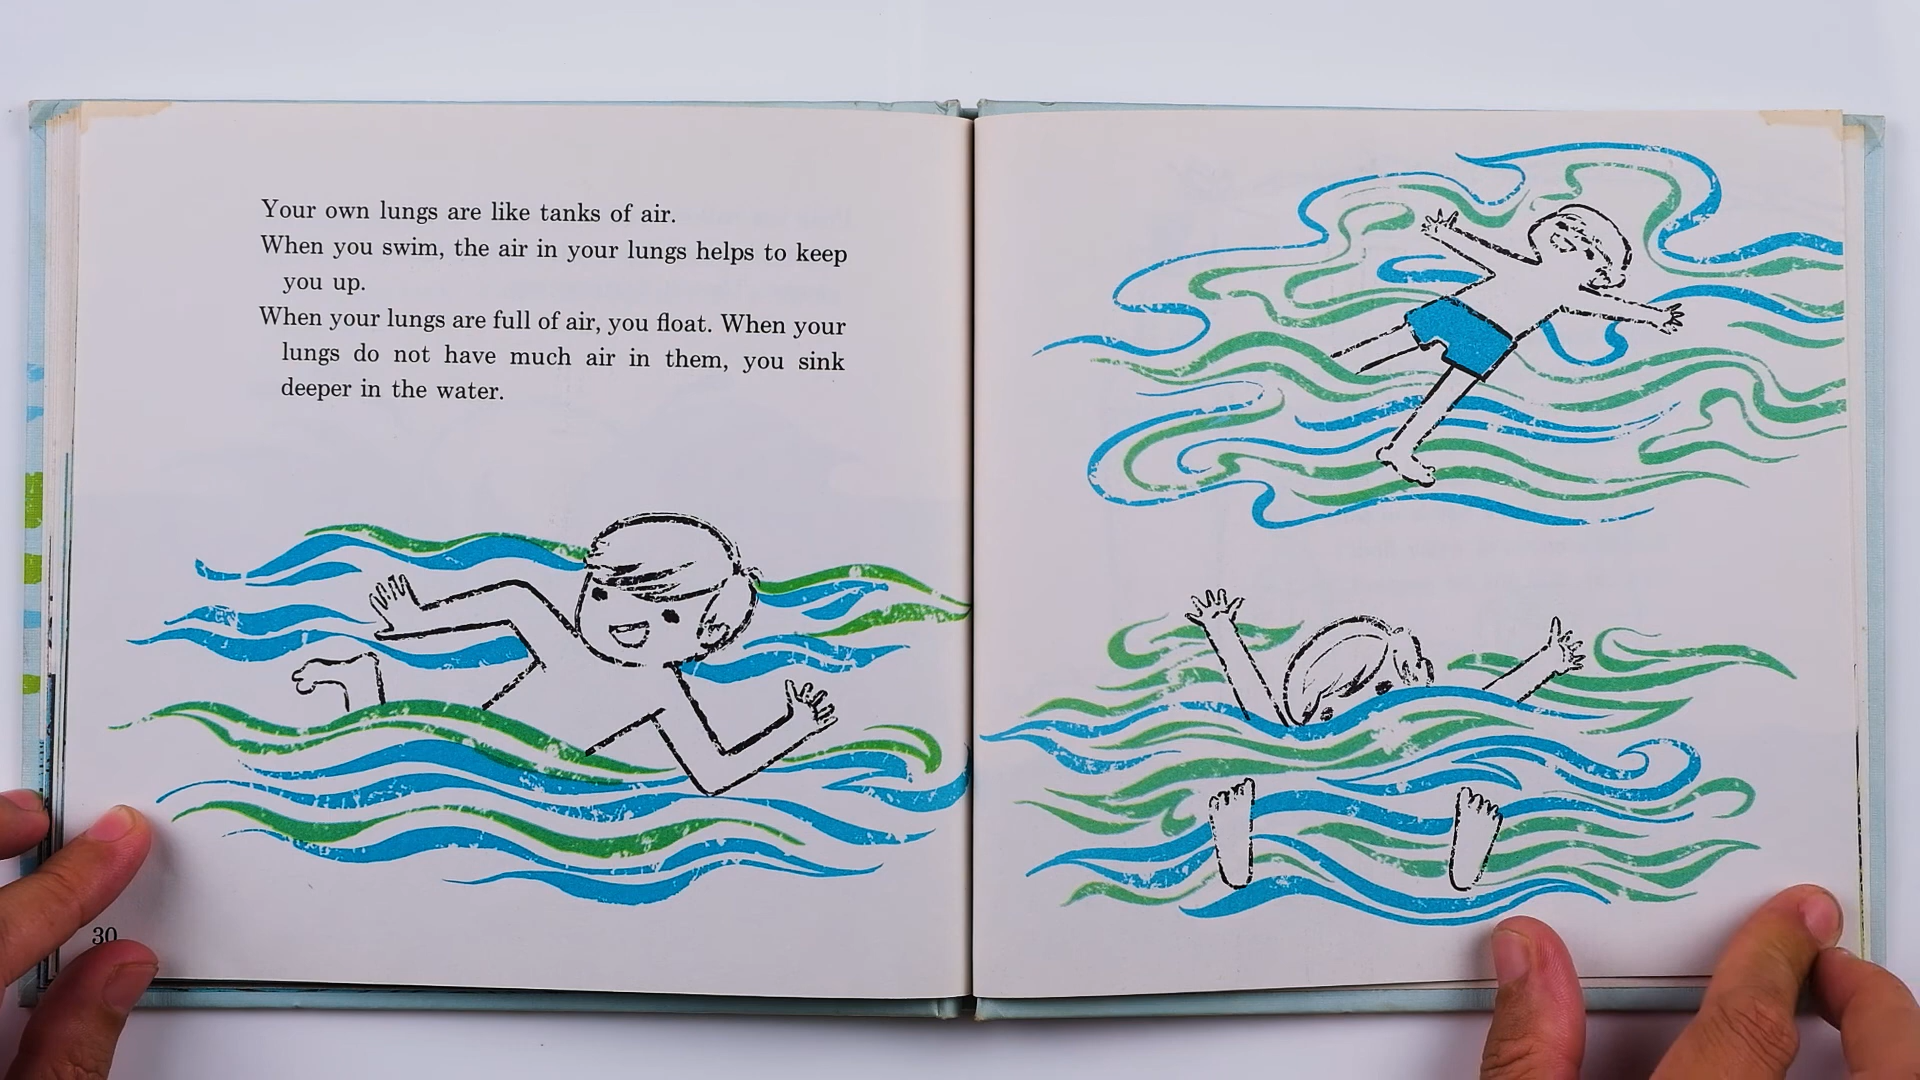 Your own lungs are like tanks of air.
When you swim, the air in your lungs helps to keep
you up.
When your lungs are full of air, you float. When your
lungs do not have much air in them, you sink
deeper in the water.
30